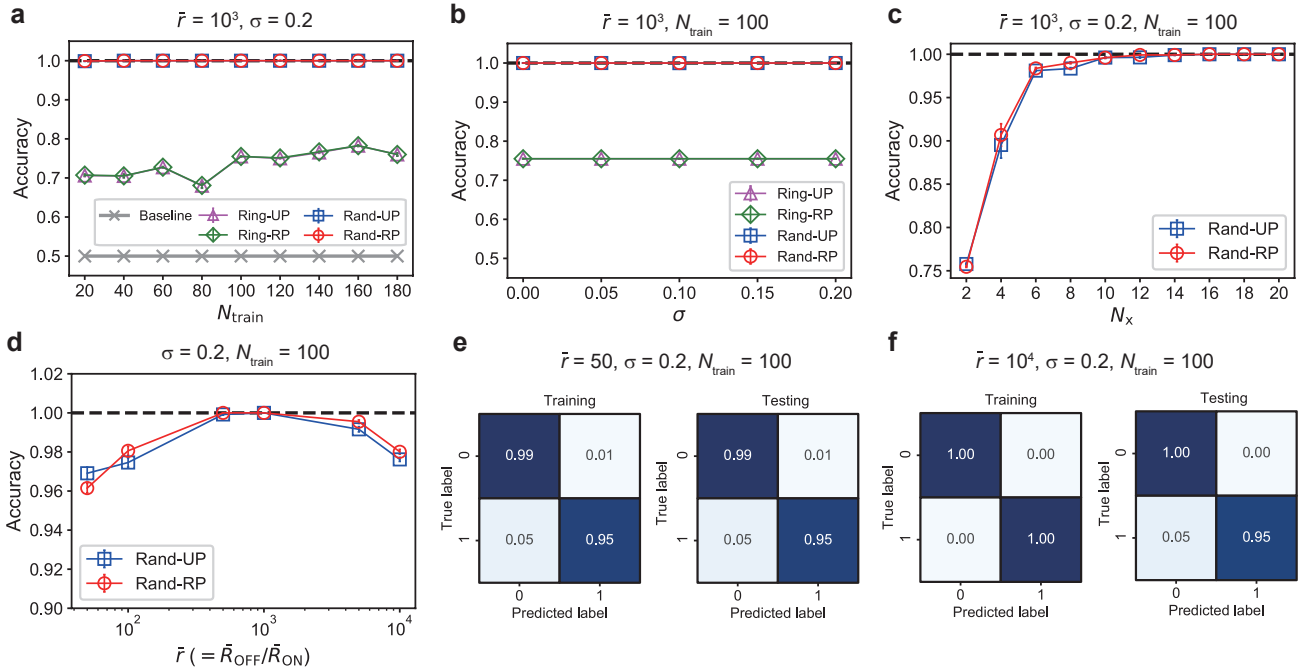 a
r̄ = 10³, σ = 0.2
Accuracy
1.0
0.9
0.8
0.7
0.6
0.5
Baseline
Ring-UP
Ring-RP
Rand-UP
Rand-RP
20 40 60 80 100 120 140 160 180
N_train
b
r̄ = 10³, N_train = 100
Accuracy
1.0
0.9
0.8
0.7
0.6
0.5
Ring-UP
Ring-RP
Rand-UP
Rand-RP
0.00 0.05 0.10 0.15 0.20
σ
c
r̄ = 10³, σ = 0.2, N_train = 100
Accuracy
1.00
0.95
0.90
0.85
0.80
0.75
Rand-UP
Rand-RP
2 4 6 8 10 12 14 16 18 20
N_x
d
σ = 0.2, N_train = 100
Accuracy
1.02
1.00
0.98
0.96
0.94
0.92
0.90
Rand-UP
Rand-RP
10² 10³ 10⁴
r̄ (= R̄_OFF/R̄_ON)
e
r̄ = 50, σ = 0.2, N_train = 100
Training
True label
0
1
0.99 0.01
0.05 0.95
0 1
Predicted label
Testing
True label
0
1
0.99 0.01
0.05 0.95
0 1
Predicted label
f
r̄ = 10⁴, σ = 0.2, N_train = 100
Training
True label
0
1
1.00 0.00
0.00 1.00
0 1
Predicted label
Testing
True label
0
1
1.00 0.00
0.05 0.95
0 1
Predicted label